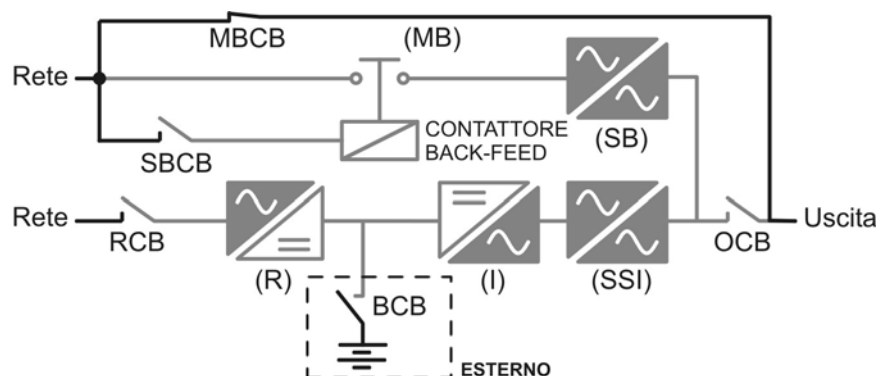 MBCB
(MB)
Rete
CONTATTORE
BACK-FEED
(SB)
SBCB
Rete
RCB
OCB
Uscita
(R)
(I)
(SSI)
BCB
ESTERNO